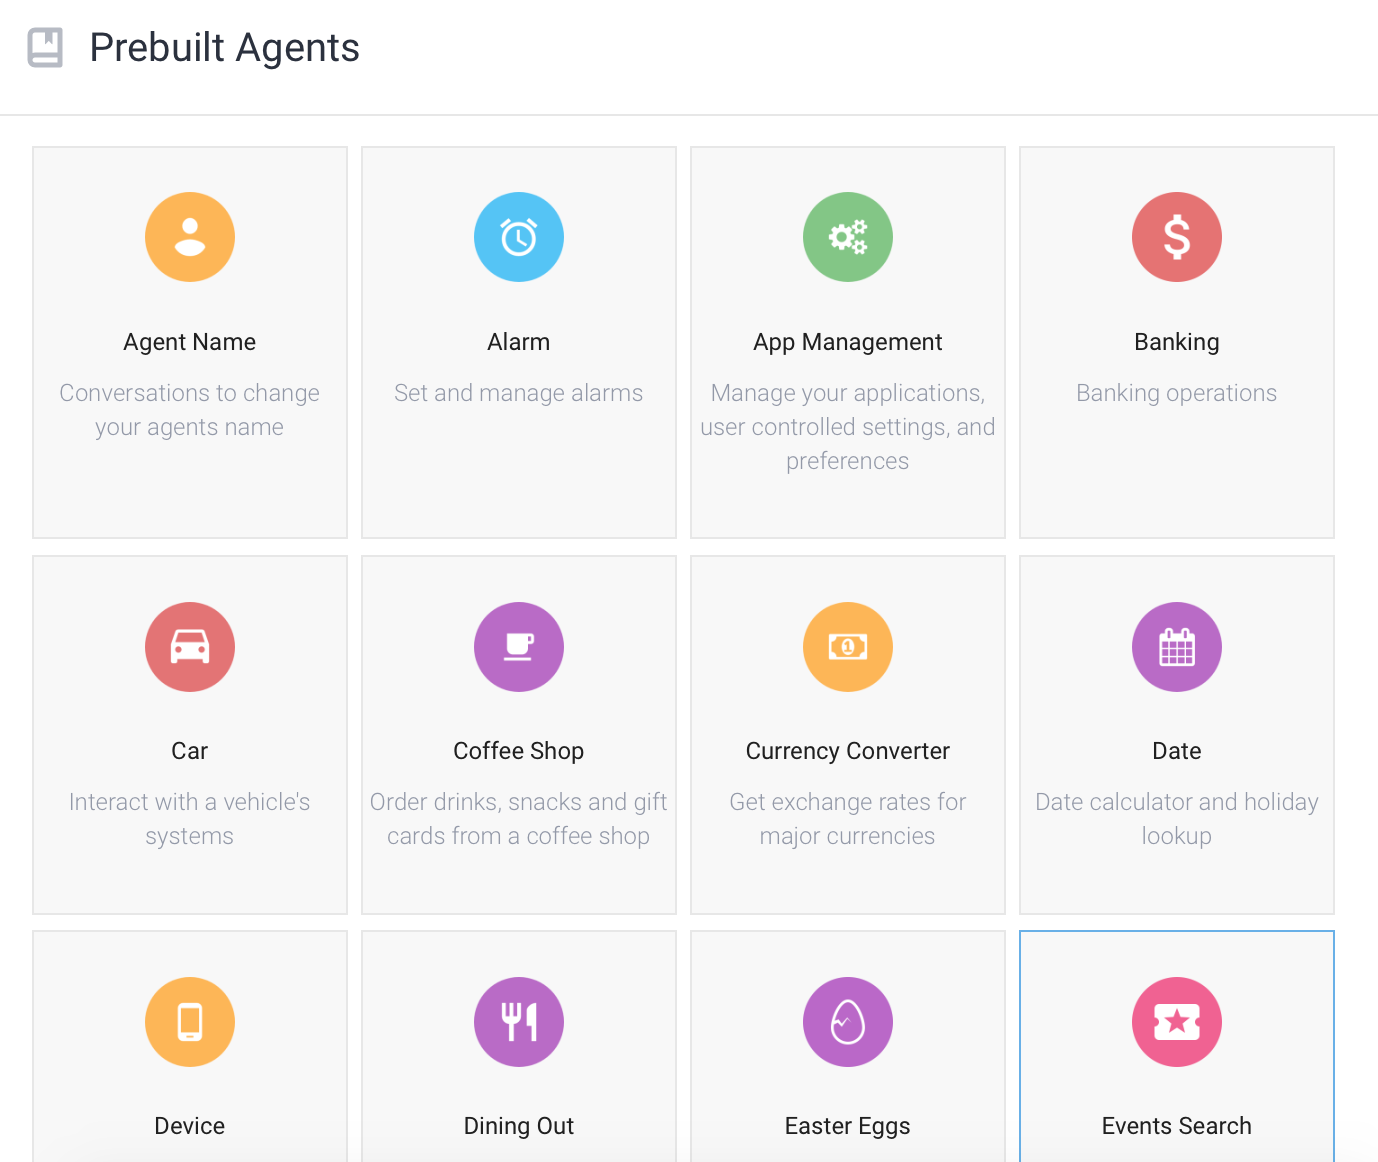 Prebuilt Agents
Agent Name
Conversations to change
your agents name
Alarm
Set and manage alarms
App Management
Manage your applications,
user controlled settings, and
preferences
Banking
Banking operations
Car
Interact with a vehicle's
systems
Coffee Shop
Order drinks, snacks and gift
cards from a coffee shop
Currency Converter
Get exchange rates for
major currencies
Date
Date calculator and holiday
lookup
Device
Dining Out
Easter Eggs
Events Search